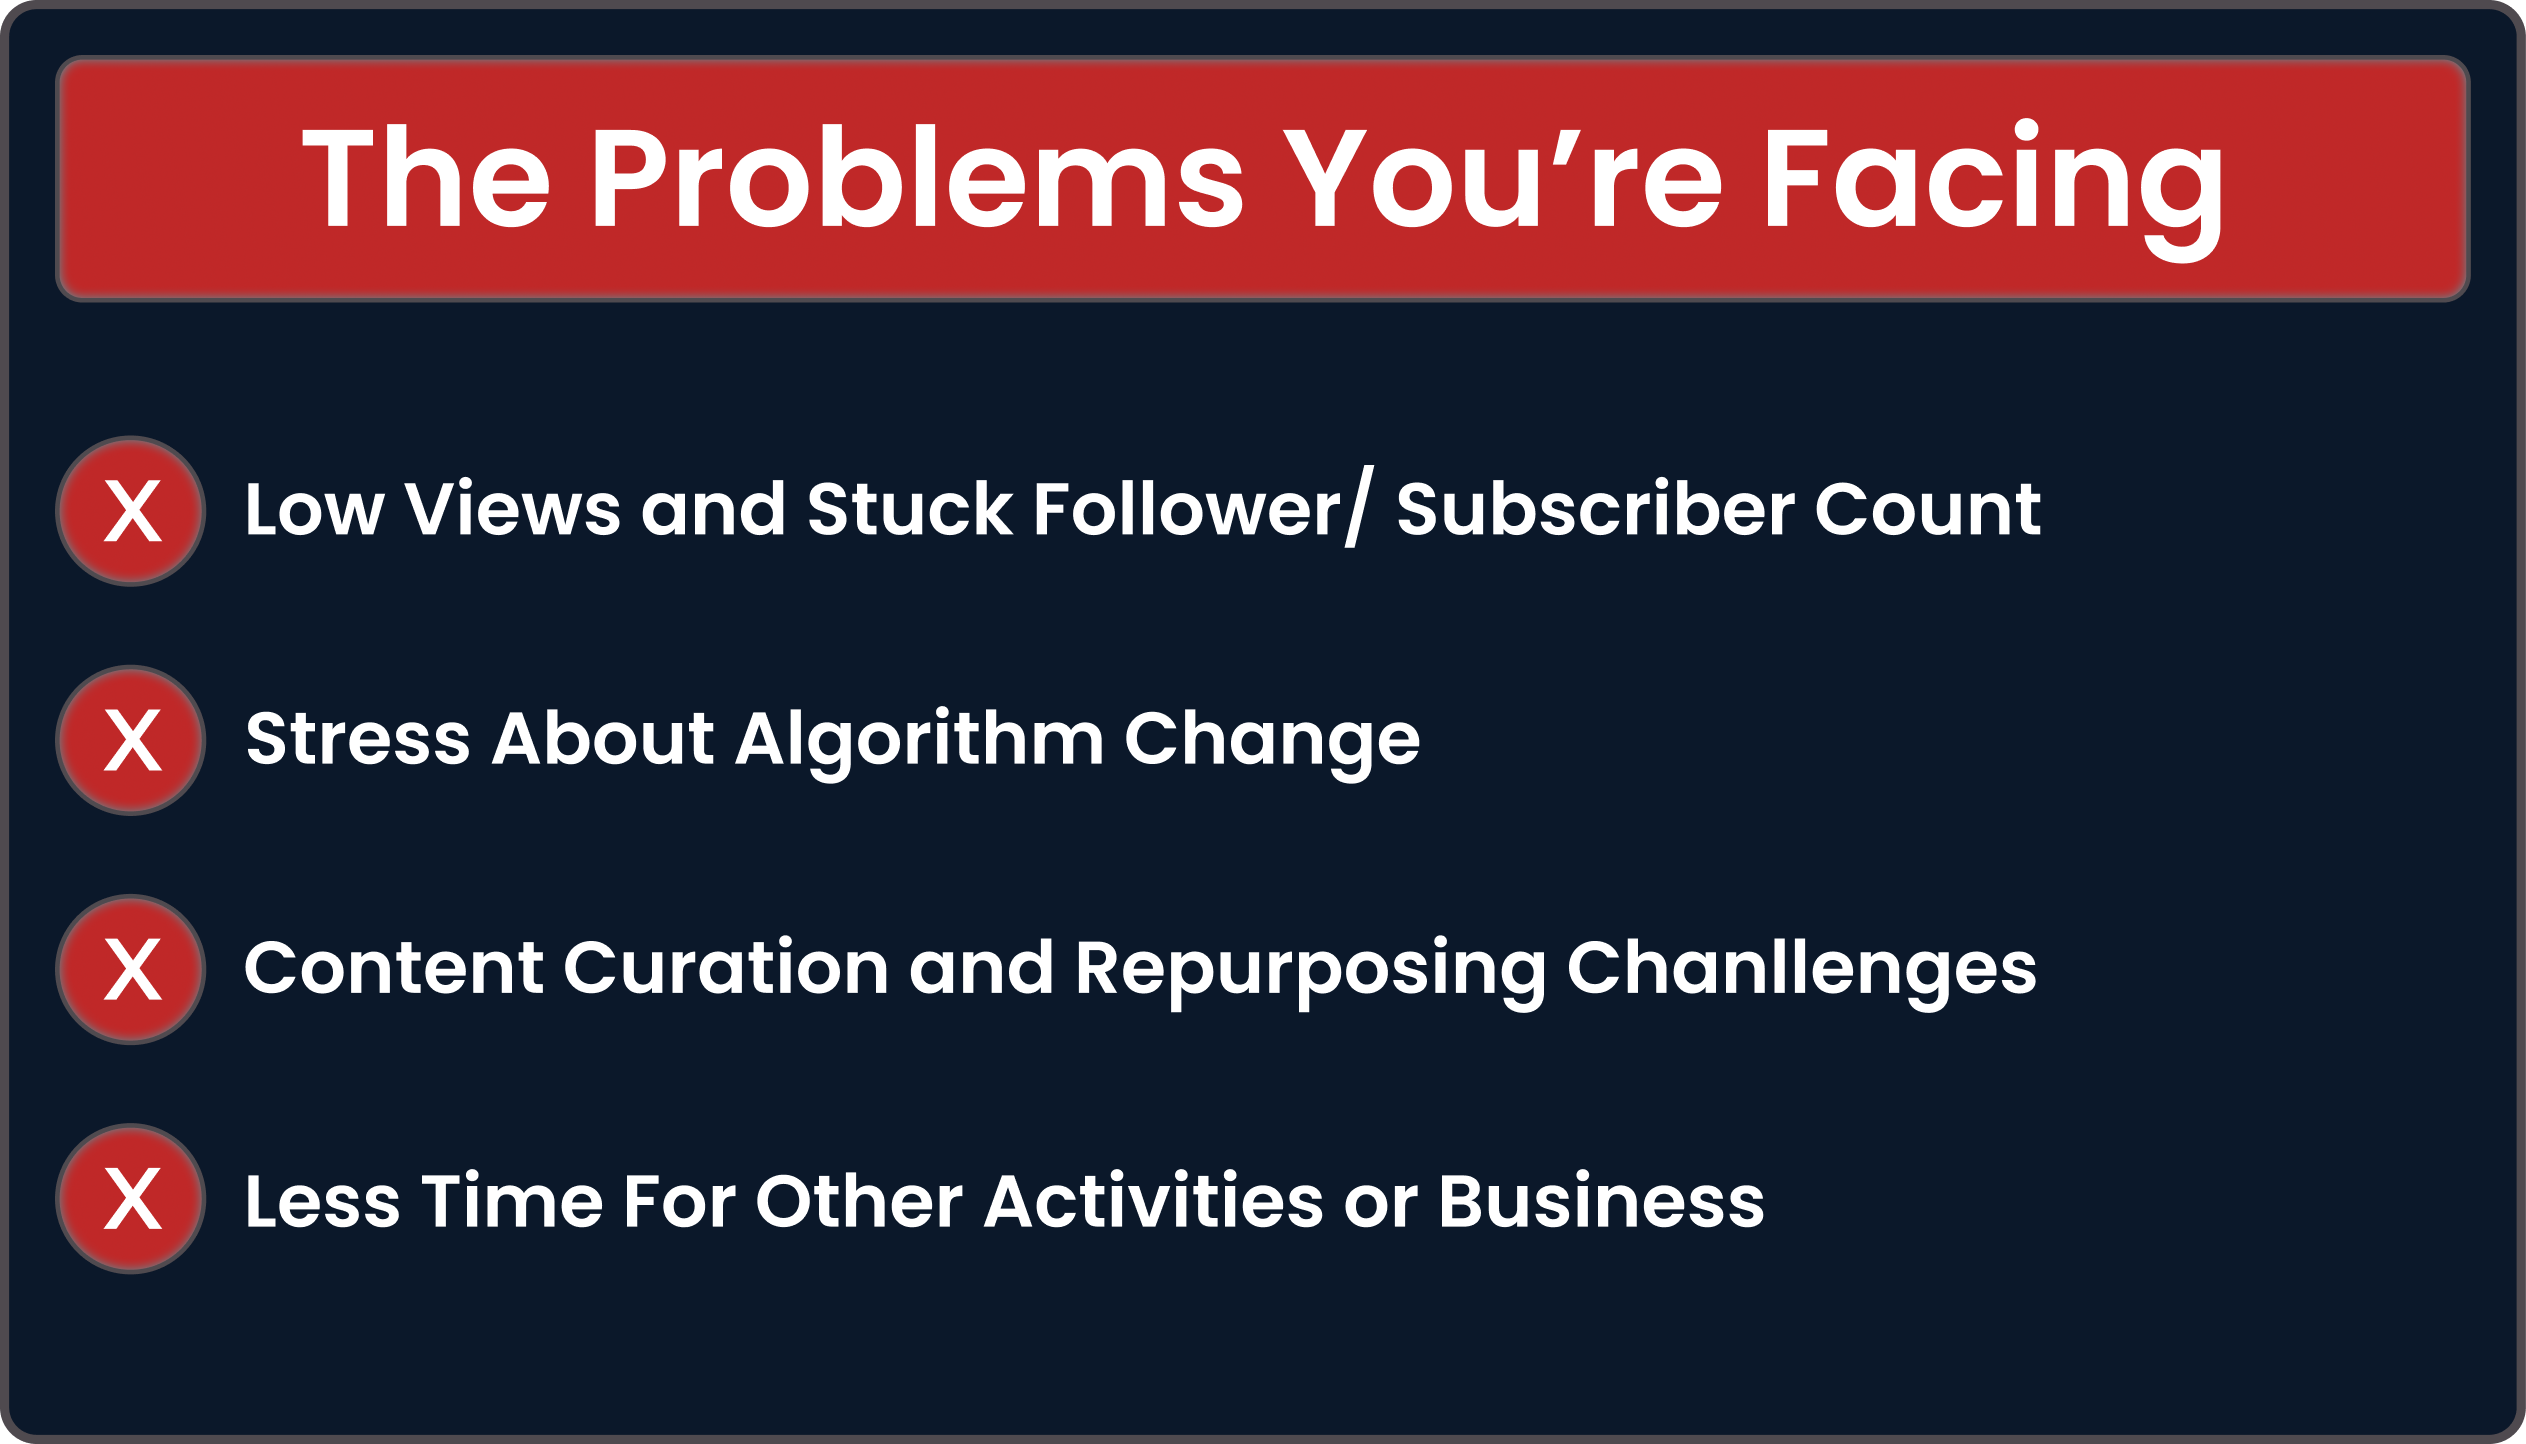 The Problems You’re Facing
X Low Views and Stuck Follower/ Subscriber Count
X Stress About Algorithm Change
X Content Curation and Repurposing Chanllenges
X Less Time For Other Activities or Business